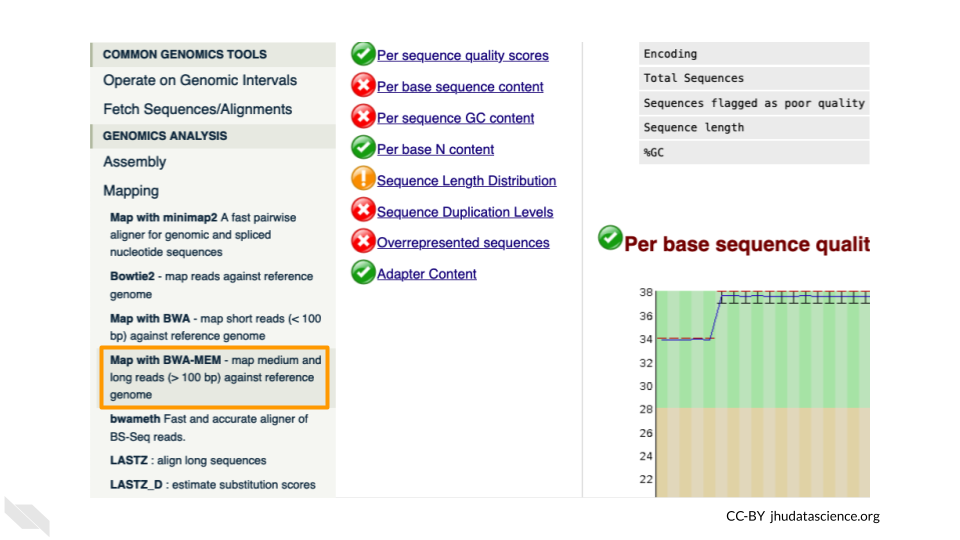 COMMON GENOMICS TOOLS
Operate on Genomic Intervals
Fetch Sequences/Alignments
GENOMICS ANALYSIS
Assembly
Mapping
Map with minimap2 A fast pairwise
aligner for genomic and spliced
nucleotide sequences
Bowtie2 - map reads against reference
genome
Map with BWA - map short reads (< 100
bp) against reference genome
Map with BWA-MEM - map medium and
long reads (> 100 bp) against reference
genome
bwameth Fast and accurate aligner of
BS-Seq reads.
LASTZ : align long sequences
LASTZ_D : estimate substitution scores
Per sequence quality scores
Per base sequence content
Per sequence GC content
Per base N content
Sequence Length Distribution
Sequence Duplication Levels
Overrepresented sequences
Adapter Content
Encoding
Total Sequences
Sequences flagged as poor quality
Sequence length
%GC
Per base sequence qualit
38
36
34
32
30
28
26
24
22
CC-BY jhudatascience.org